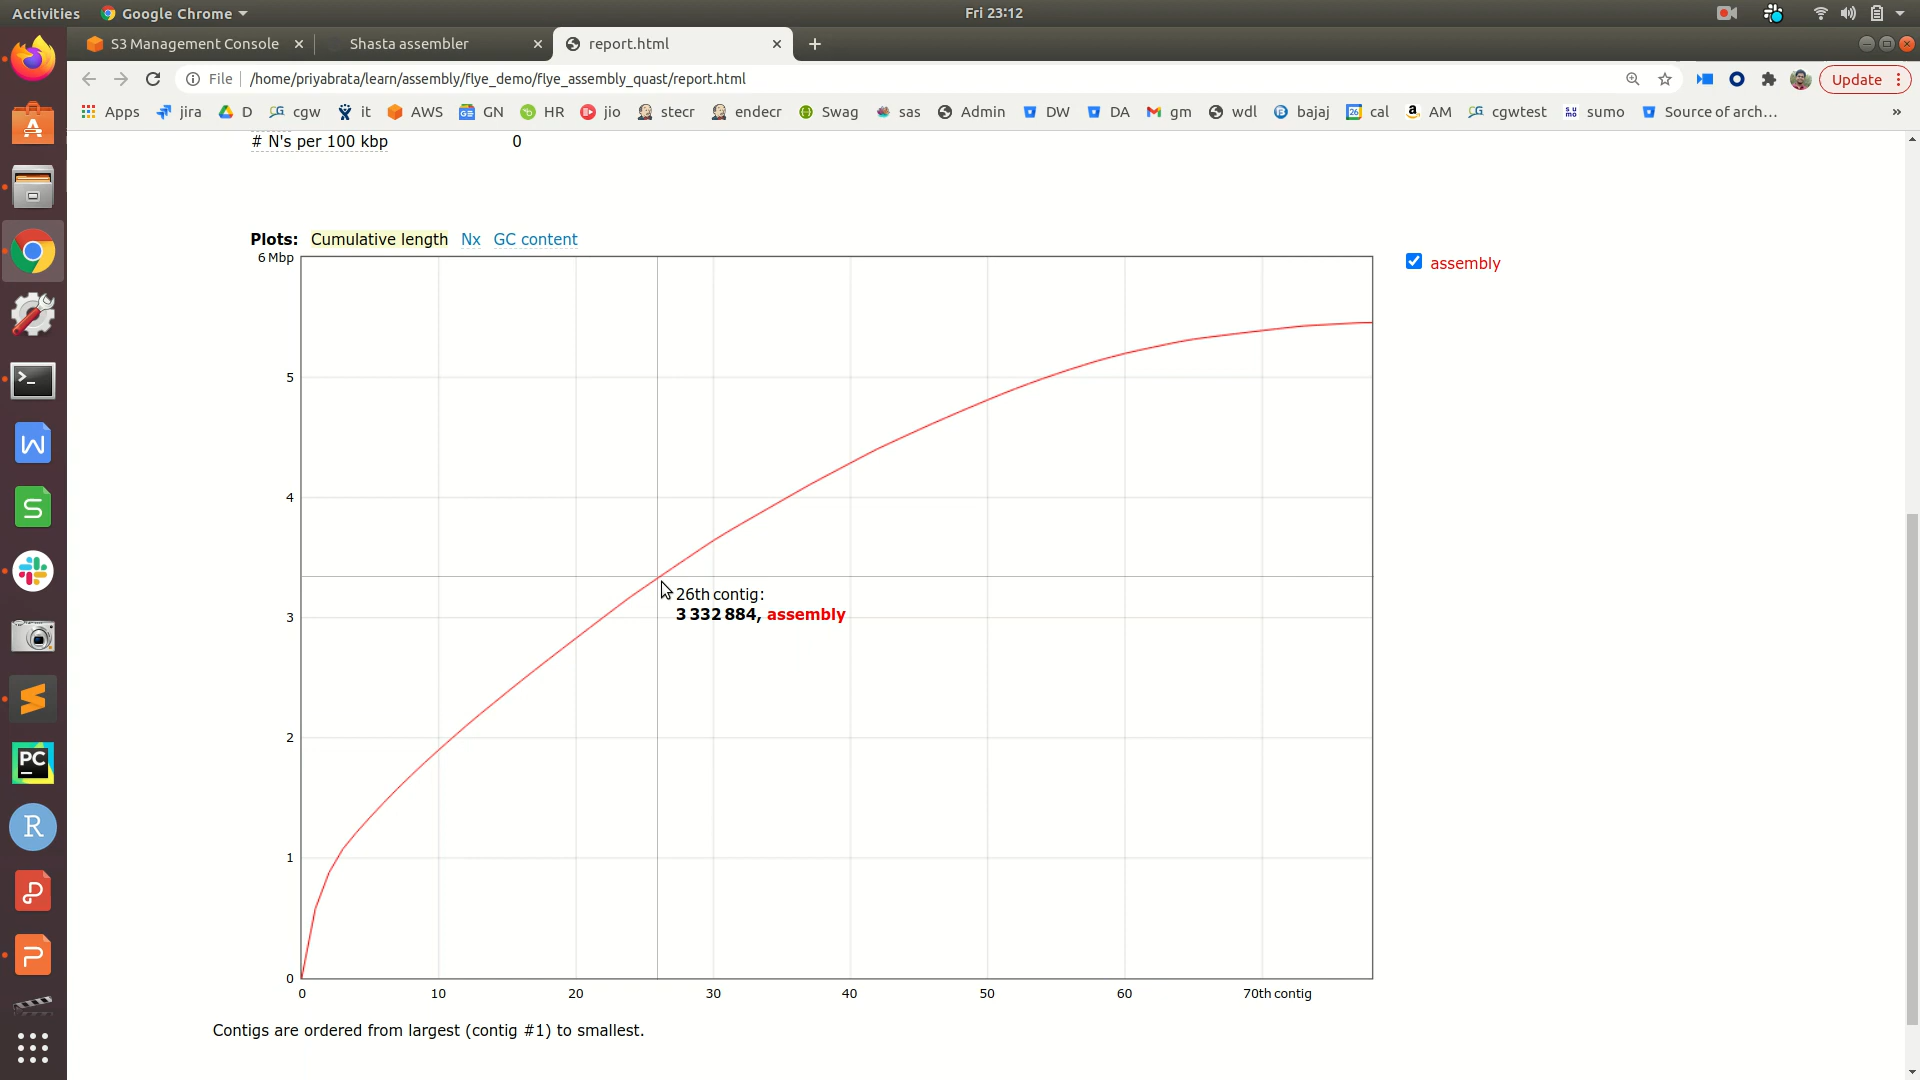 Activities Google Chrome Fri 23:12
S3 Management Console Shasta assembler report.html
File /home/priyabrata/learn/assembly/flye_demo/flye_assembly_quast/report.html Update
Apps jira D cgw it AWS GN HR jio stecr endecr Swag sas Admin DW DA gm wdl bajaj cal AM cgwtest sumo Source of arch... »
# N's per 100 kbp 0
Plots: Cumulative length Nx GC content
6 Mbp
assembly
5
4
26th contig:
3 332 884, assembly
3
2
1
0
0 10 20 30 40 50 60 70th contig
Contigs are ordered from largest (contig #1) to smallest.